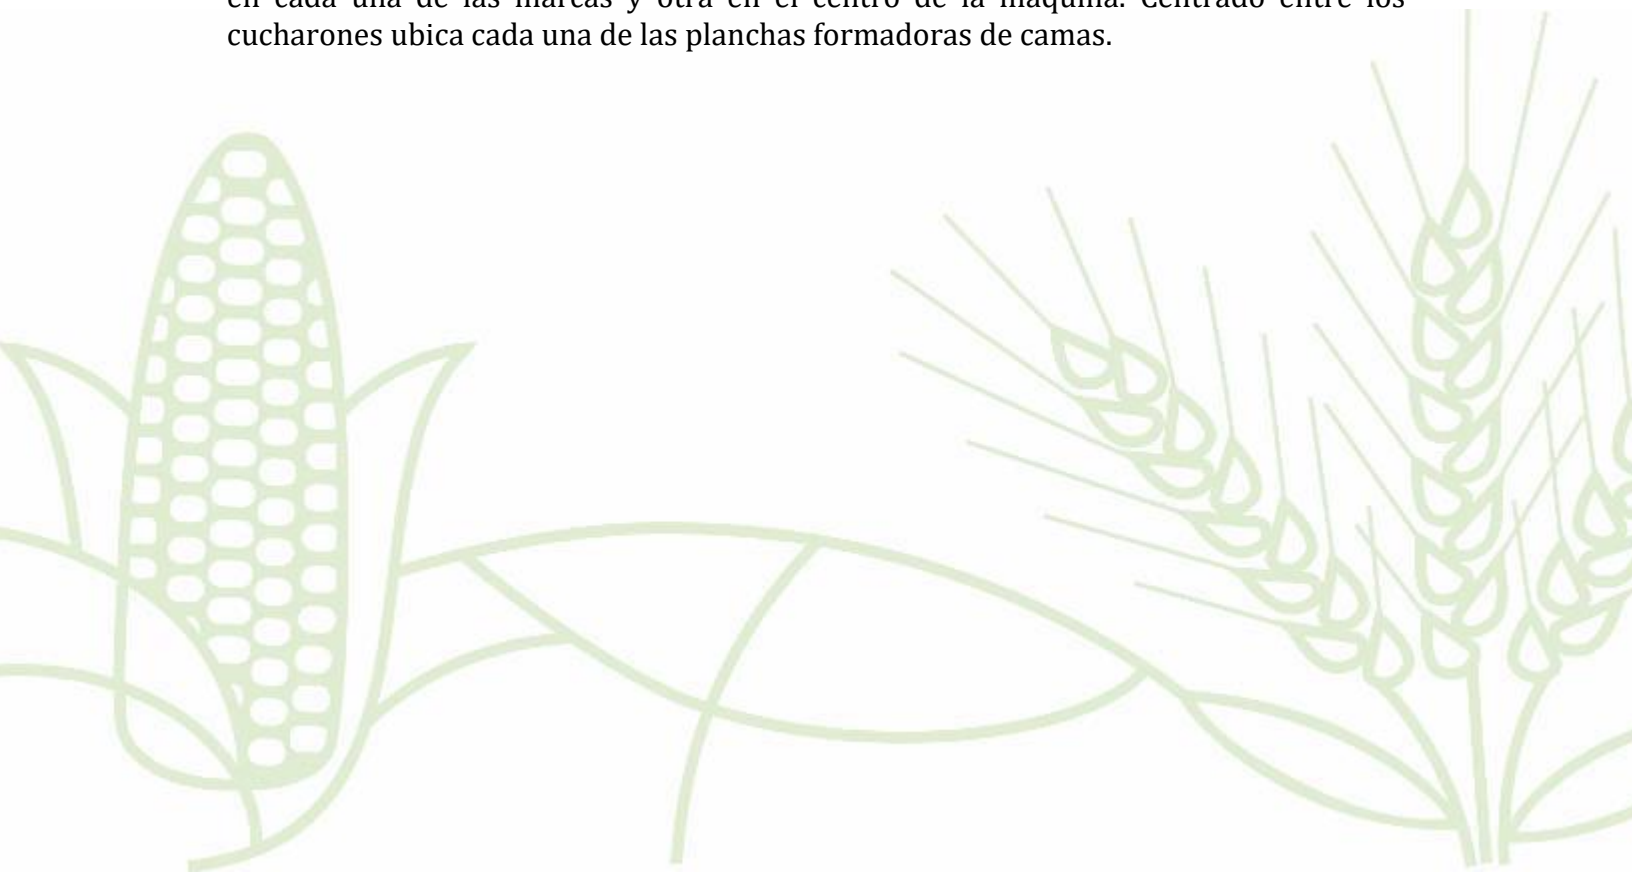 en cada una de las marcas y otra en el centro de la máquina. Centrado entre los
cucharones ubica cada una de las planchas formadoras de camas.